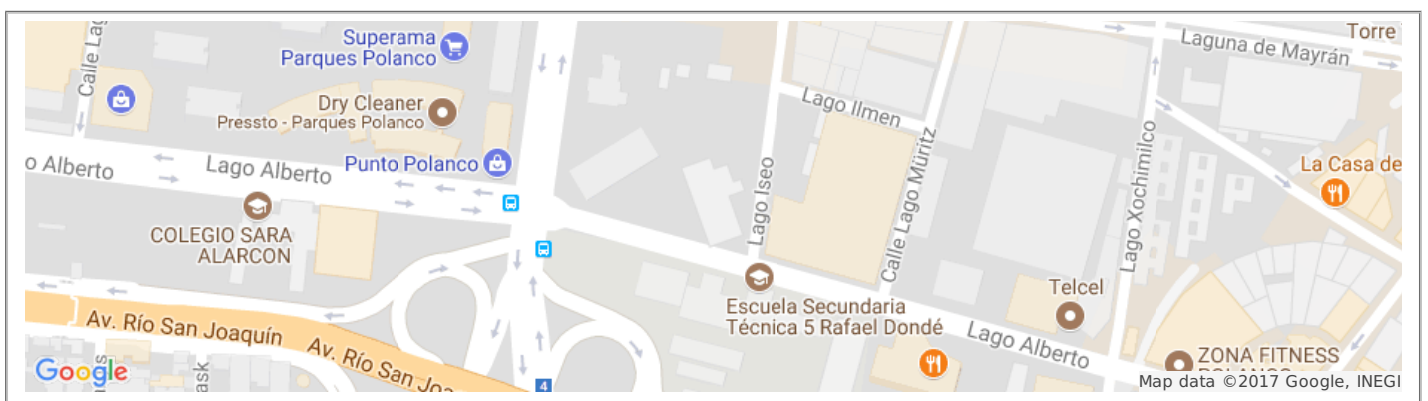 Torre
Superama
Parques Polanco
Laguna de Mayrán
Calle Lag
Dry Cleaner
Pressto - Parques Polanco
Lago Ilmen
o Alberto
Lago Alberto
Punto Polanco
Lago Iseo
Calle Lago Müritz
Lago Xochimilco
La Casa de
COLEGIO SARA
ALARCON
Escuela Secundaria
Técnica 5 Rafael Dondé
Telcel
Av. Río San Joaquín
Av. Río San Joa
Lago Alberto
ZONA FITNESS
POLANCO
Google
ask
4
Map data ©2017 Google, INEGI